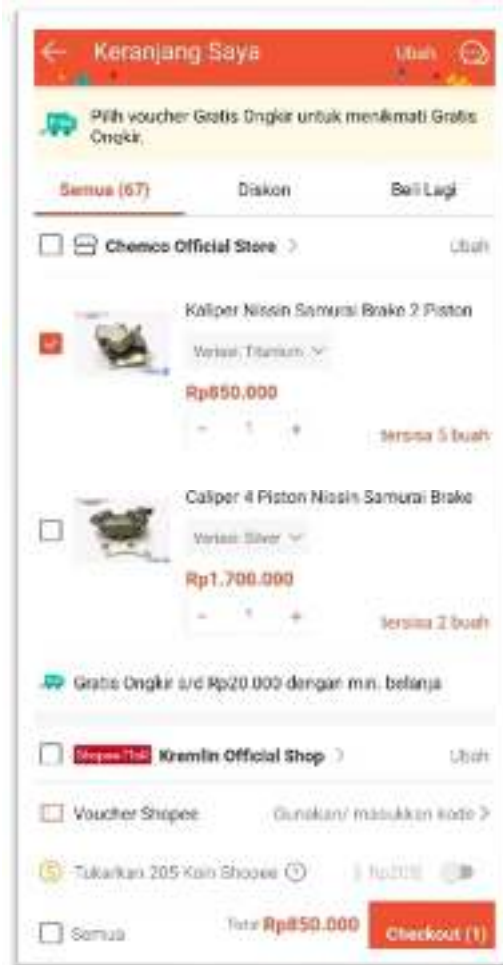 Keranjang Saya
Ubah
Pilih voucher Gratis Ongkir untuk menikmati Gratis
Ongkir.
Semua (67)
Diskon
Beli Lagi
Chemco Official Store >
Ubah
Kaliper Nissin Samurai Brake 2 Piston
Variasi: Titanium
Rp850.000
- 1 +
tersisa 5 buah
Caliper 4 Piston Nissin Samurai Brake
Variasi: Silver
Rp1.700.000
- 1 +
tersisa 2 buah
Gratis Ongkir s/d Rp20.000 dengan min. belanja
Shopee Mall Kremlin Official Shop >
Ubah
Voucher Shopee
Gunakan/ masukkan kode >
Tukarkan 205 Koin Shopee
Semua
Total Rp850.000
Checkout (1)